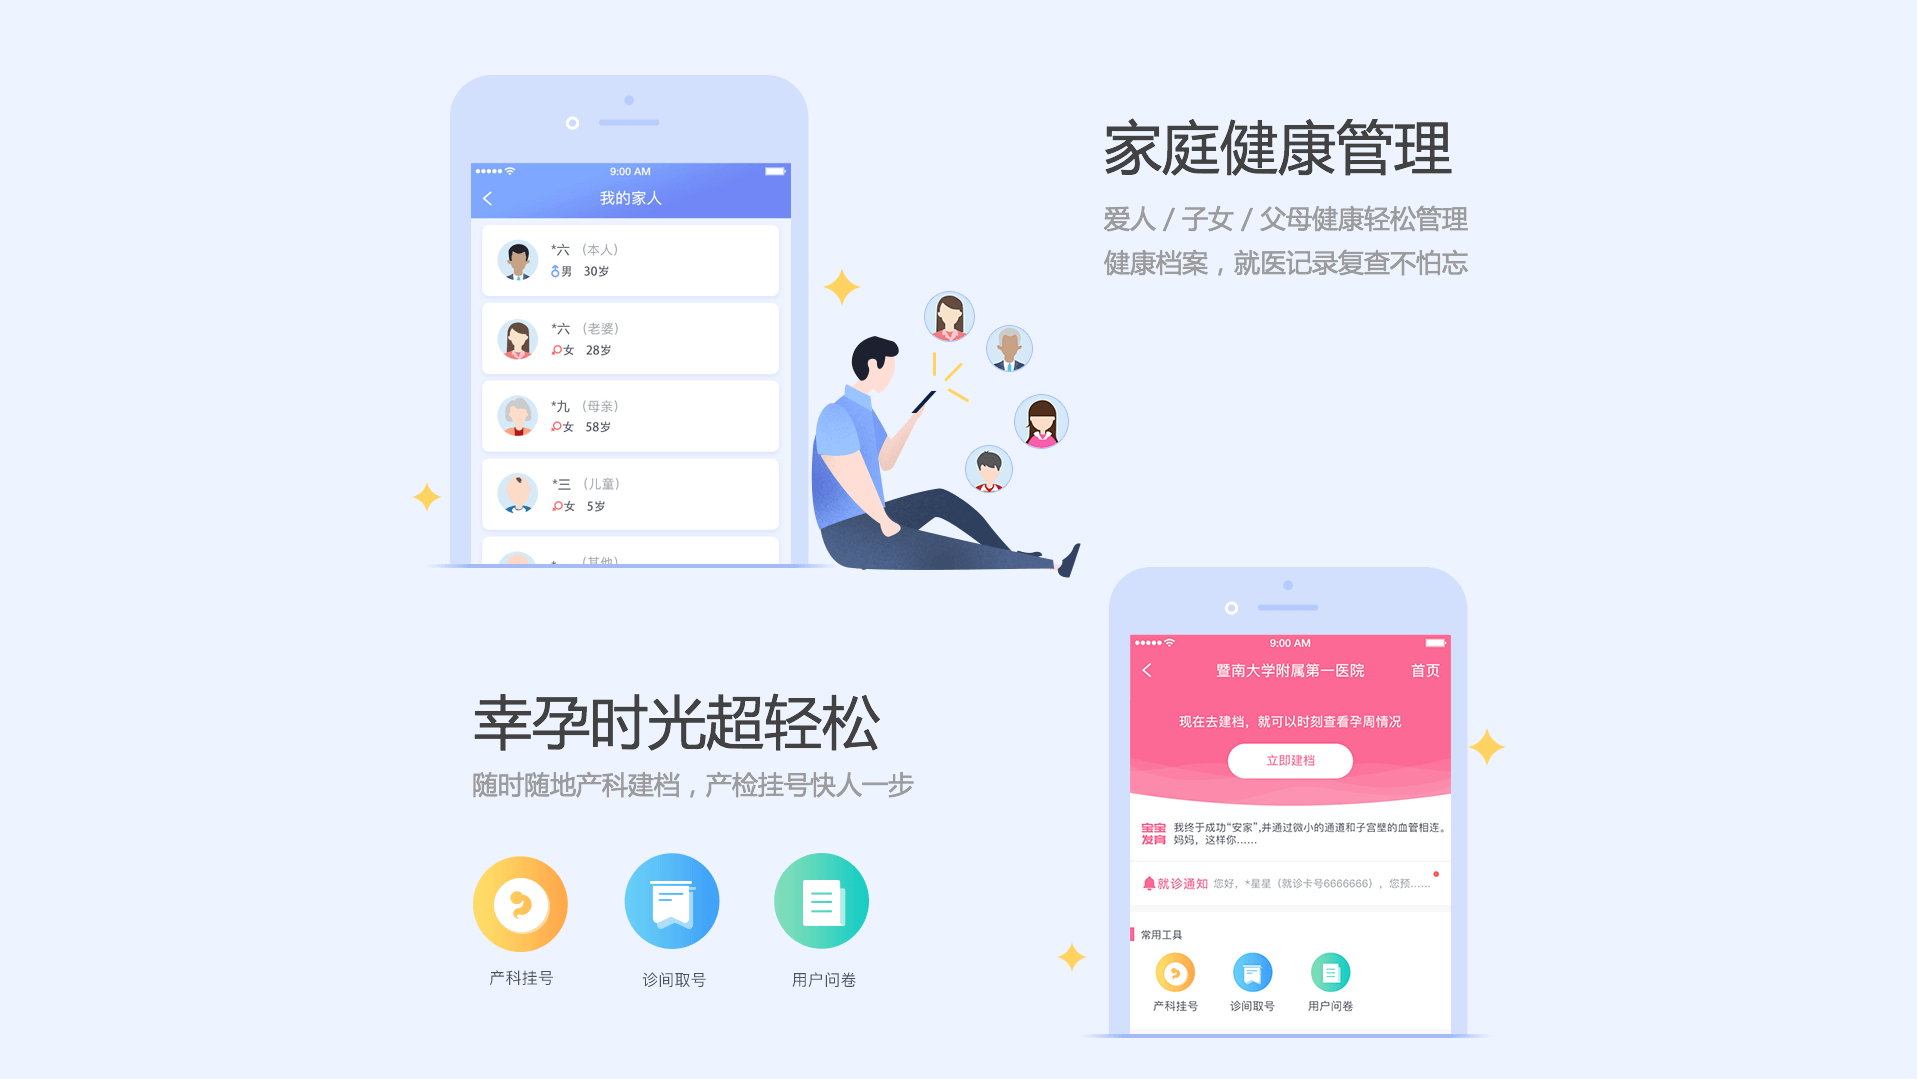 9:00 AM
我的家人
*六 (本人)
男 30岁
*六 (老婆)
女 28岁
*九 (母亲)
女 58岁
*三 (儿童)
女 5岁
(其他)
家庭健康管理
爱人 / 子女 / 父母健康轻松管理
健康档案，就医记录复查不怕忘
幸孕时光超轻松
随时随地产科建档，产检挂号快人一步
产科挂号
诊间取号
用户问卷
9:00 AM
暨南大学附属第一医院 首页
现在去建档，就可以时刻查看孕周情况
立即建档
宝宝
发育
我终于成功“安家”,并通过微小的通道和子宫壁的血管相连。
妈妈，这样你......
就诊通知 您好，*星星（就诊卡号6666666），您预......
常用工具
产科挂号
诊间取号
用户问卷